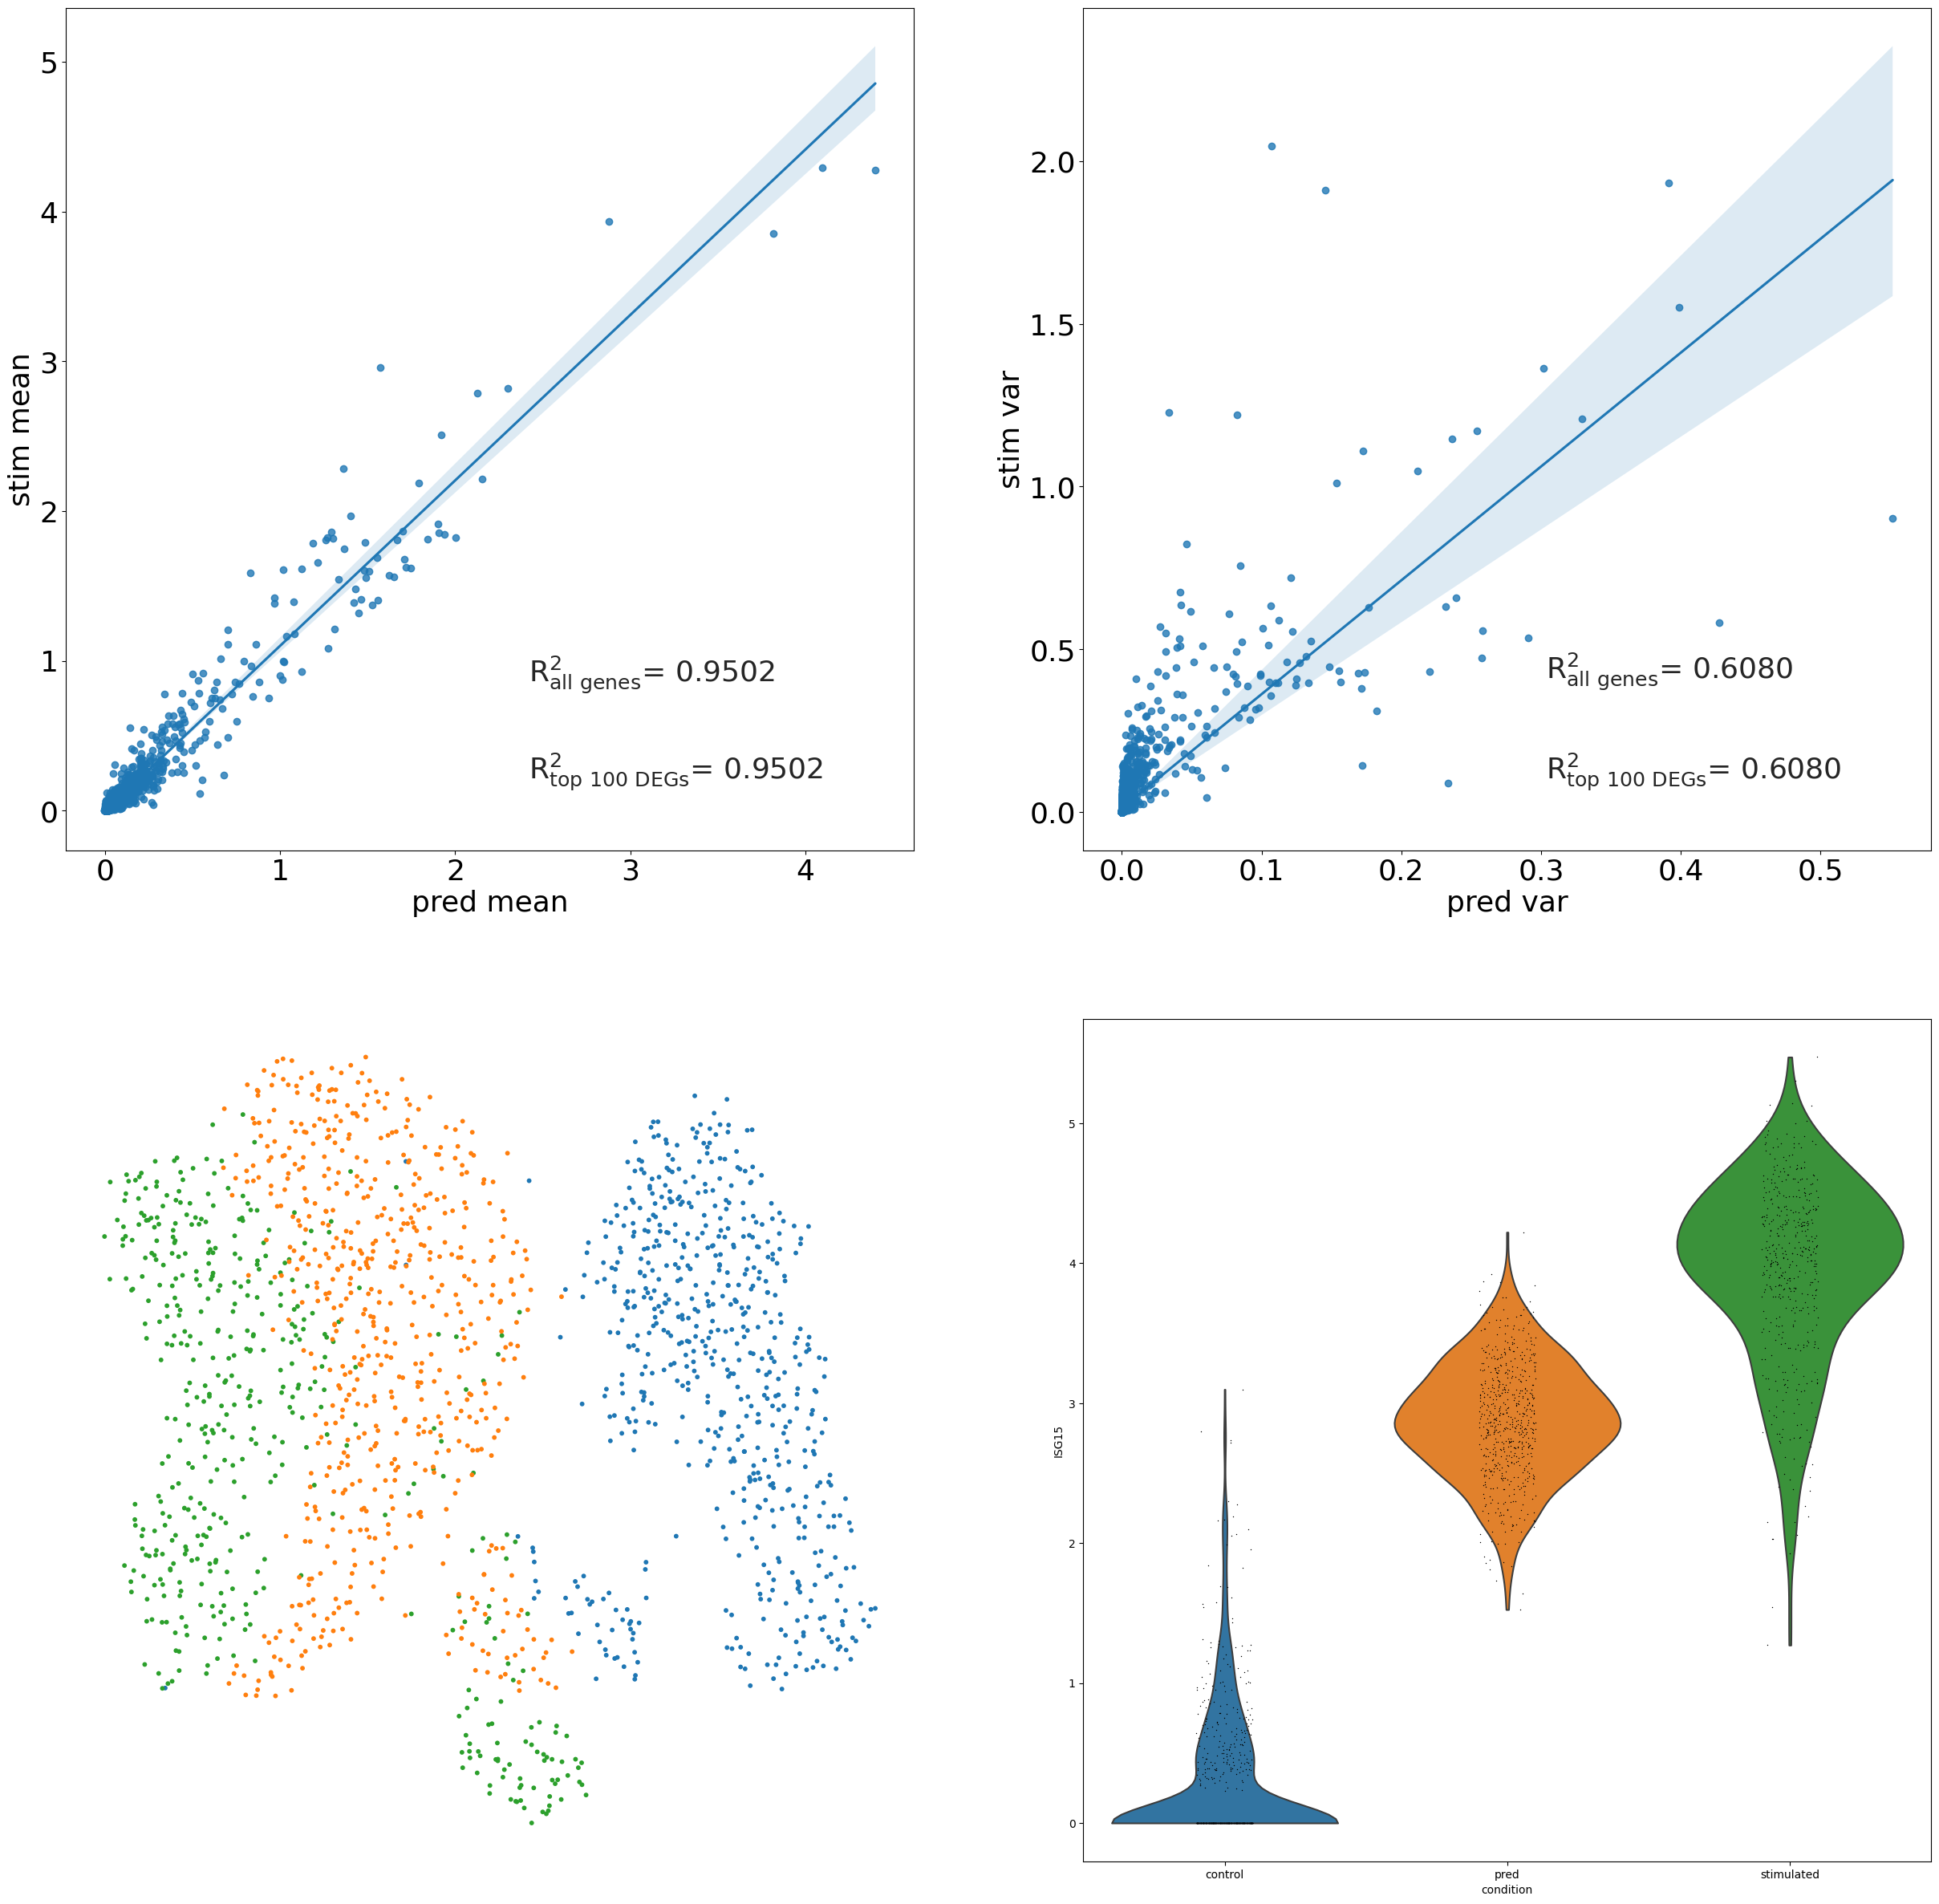 5
4
3
2
1
0
stim mean
R²all genes= 0.9502
R²top 100 DEGs= 0.9502
0 1 2 3 4
pred mean
2.0
1.5
1.0
0.5
0.0
stim var
R²all genes= 0.6080
R²top 100 DEGs= 0.6080
0.0 0.1 0.2 0.3 0.4 0.5
pred var
5
4
3
2
1
0
ISG15
control pred stimulated
condition